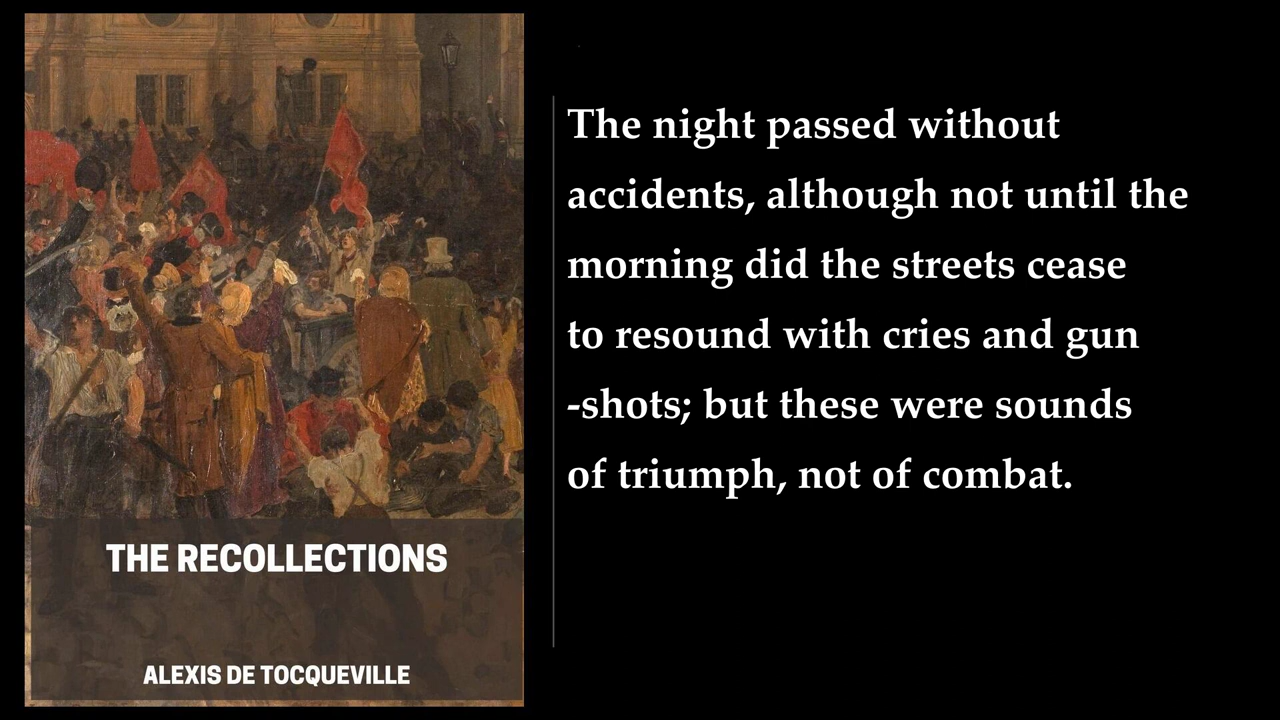 THE RECOLLECTIONS
ALEXIS DE TOCQUEVILLE
The night passed without
accidents, although not until the
morning did the streets cease
to resound with cries and gun
-shots; but these were sounds
of triumph, not of combat.